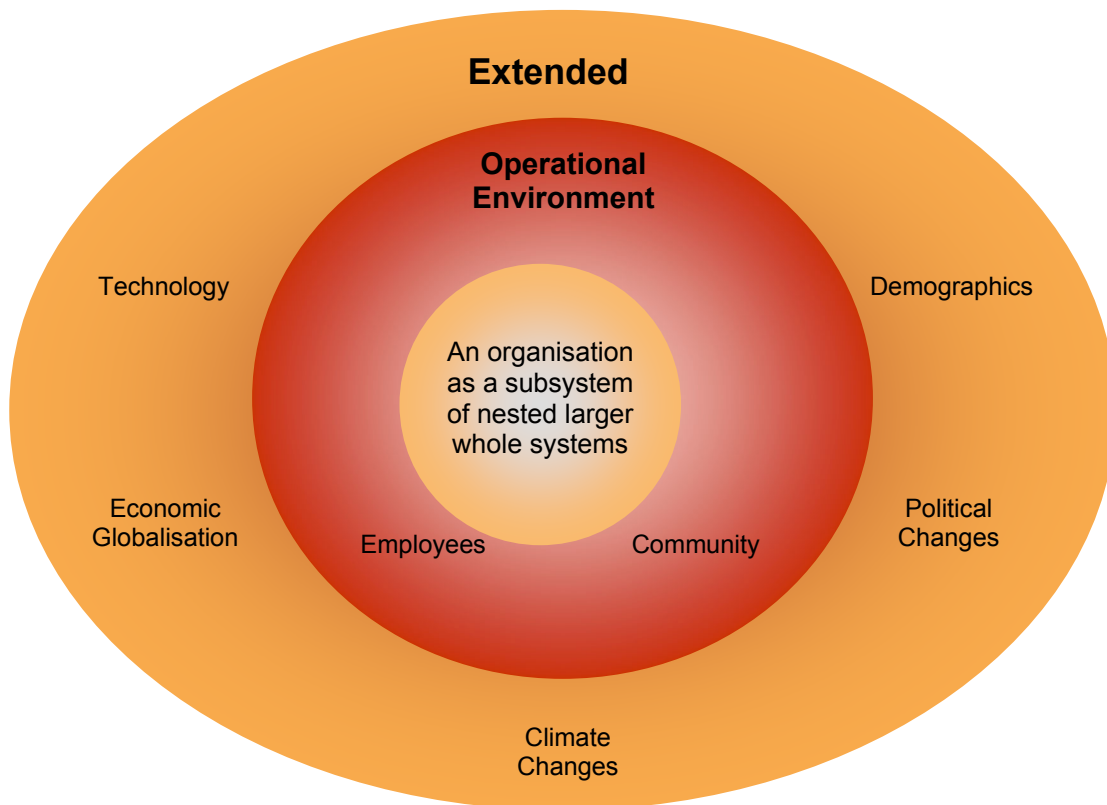 Extended
Operational
Environment
Technology
Demographics
An organisation
as a subsystem
of nested larger
whole systems
Economic
Globalisation
Political
Changes
Employees
Community
Climate
Changes